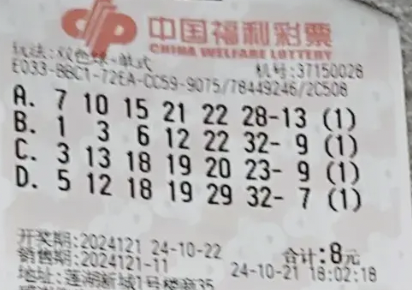 中国福利彩票
CHINA WELFARE LOTTERY
玩法:双色球-单式 机号:37150028
E033-BBC1-72EA-CC59-9075/78449246/2C508
A. 7 10 15 21 22 28-13 (1)
B. 1 3 6 12 22 32- 9 (1)
C. 3 13 18 19 20 23- 9 (1)
D. 5 12 18 19 29 32- 7 (1)
开奖期:2024121 24-10-22 合计:8元
销售期:2024121-11 24-10-21 18:02:18
地址:莲湖新城1号楼商35